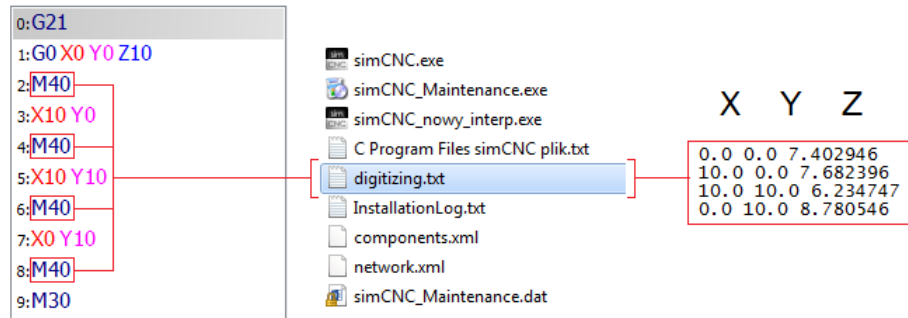 0:G21
1:G0 X0 Y0 Z10
2:M40
3:X10 Y0
4:M40
5:X10 Y10
6:M40
7:X0 Y10
8:M40
9:M30
simCNC.exe
simCNC_Maintenance.exe
simCNC_nowy_interp.exe
C Program Files simCNC plik.txt
digitizing.txt
InstallationLog.txt
components.xml
network.xml
simCNC_Maintenance.dat
X Y Z
0.0 0.0 7.402946
10.0 0.0 7.682396
10.0 10.0 6.234747
0.0 10.0 8.780546